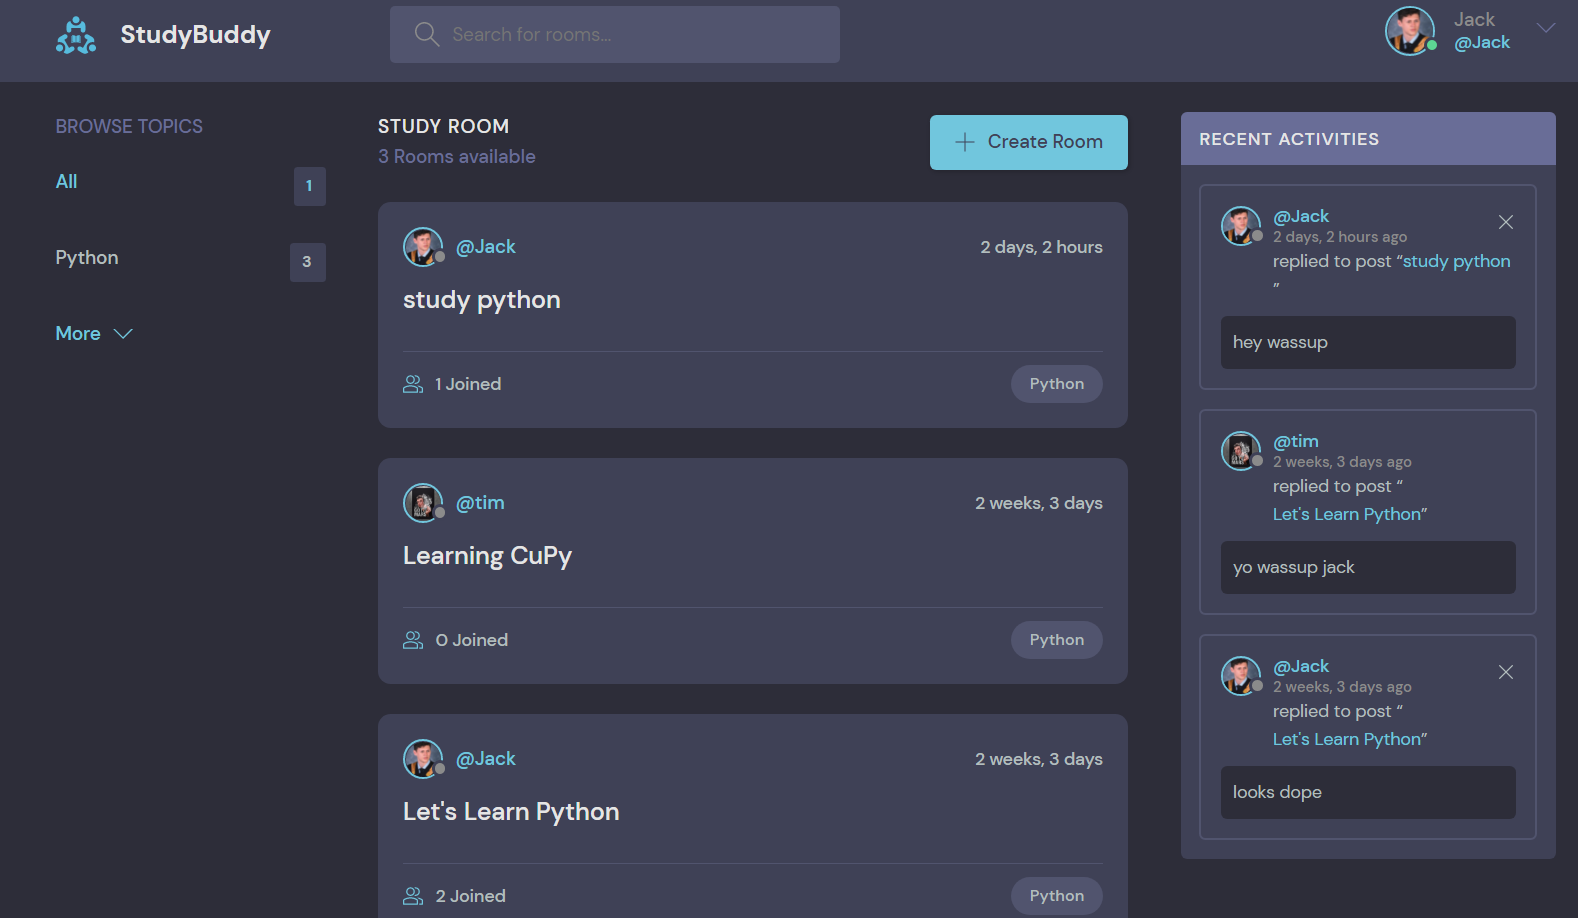 StudyBuddy
Search for rooms...
Jack
@Jack
BROWSE TOPICS
All
1
Python
3
More
STUDY ROOM
3 Rooms available
Create Room
@Jack
2 days, 2 hours
study python
1 Joined
Python
@tim
2 weeks, 3 days
Learning CuPy
0 Joined
Python
@Jack
2 weeks, 3 days
Let's Learn Python
2 Joined
Python
RECENT ACTIVITIES
@Jack
2 days, 2 hours ago
replied to post “study python
”
hey wassup
@tim
2 weeks, 3 days ago
replied to post “
Let's Learn Python”
yo wassup jack
@Jack
2 weeks, 3 days ago
replied to post “
Let's Learn Python”
looks dope